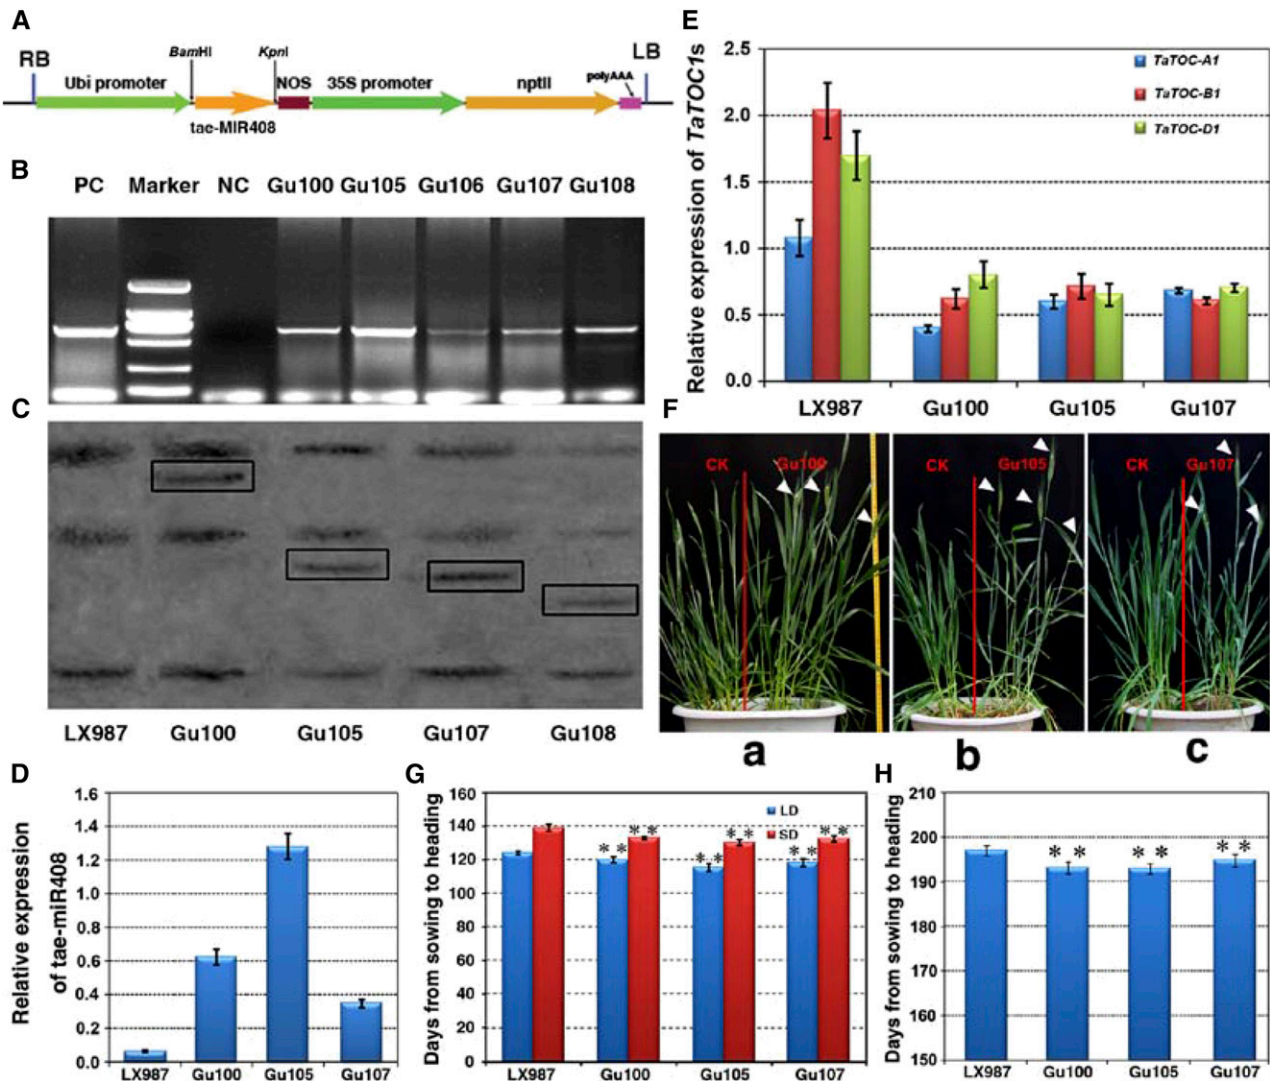 A
RB
BamHI
KpnI
LB
Ubi promoter
NOS
35S promoter
nptII
polyAAA
tae-MIR408
B
PC Marker NC Gu100 Gu105 Gu106 Gu107 Gu108
C
LX987 Gu100 Gu105 Gu107 Gu108
D
Relative expression
of tae-miR408
1.6
1.4
1.2
1.0
0.8
0.6
0.4
0.2
0.0
LX987 Gu100 Gu105 Gu107
E
Relative expression of TaTOC1s
2.5
2.0
1.5
1.0
0.5
0.0
TaTOC-A1
TaTOC-B1
TaTOC-D1
LX987 Gu100 Gu105 Gu107
F
CK Gu100
CK Gu105
CK Gu107
a b c
G
Days from sowing to heading
160
140
120
100
80
60
40
20
0
LD
SD
** ** ** ** ** **
LX987 Gu100 Gu105 Gu107
H
Days from sowing to heading
210
200
190
180
170
160
150
** ** **
LX987 Gu100 Gu105 Gu107